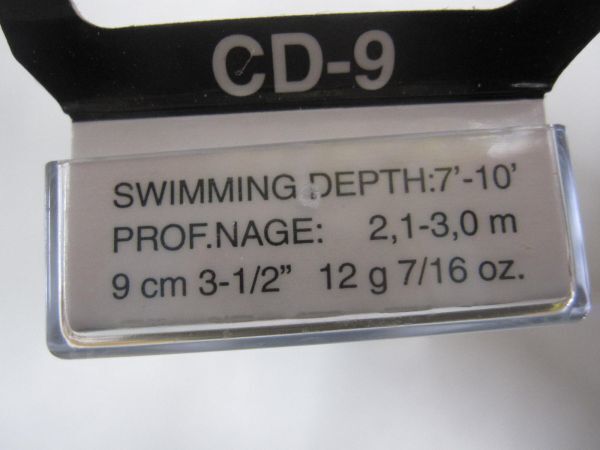 CD-9
SWIMMING DEPTH:7'-10'
PROF.NAGE: 2,1-3,0 m
9 cm 3-1/2" 12 g 7/16 oz.